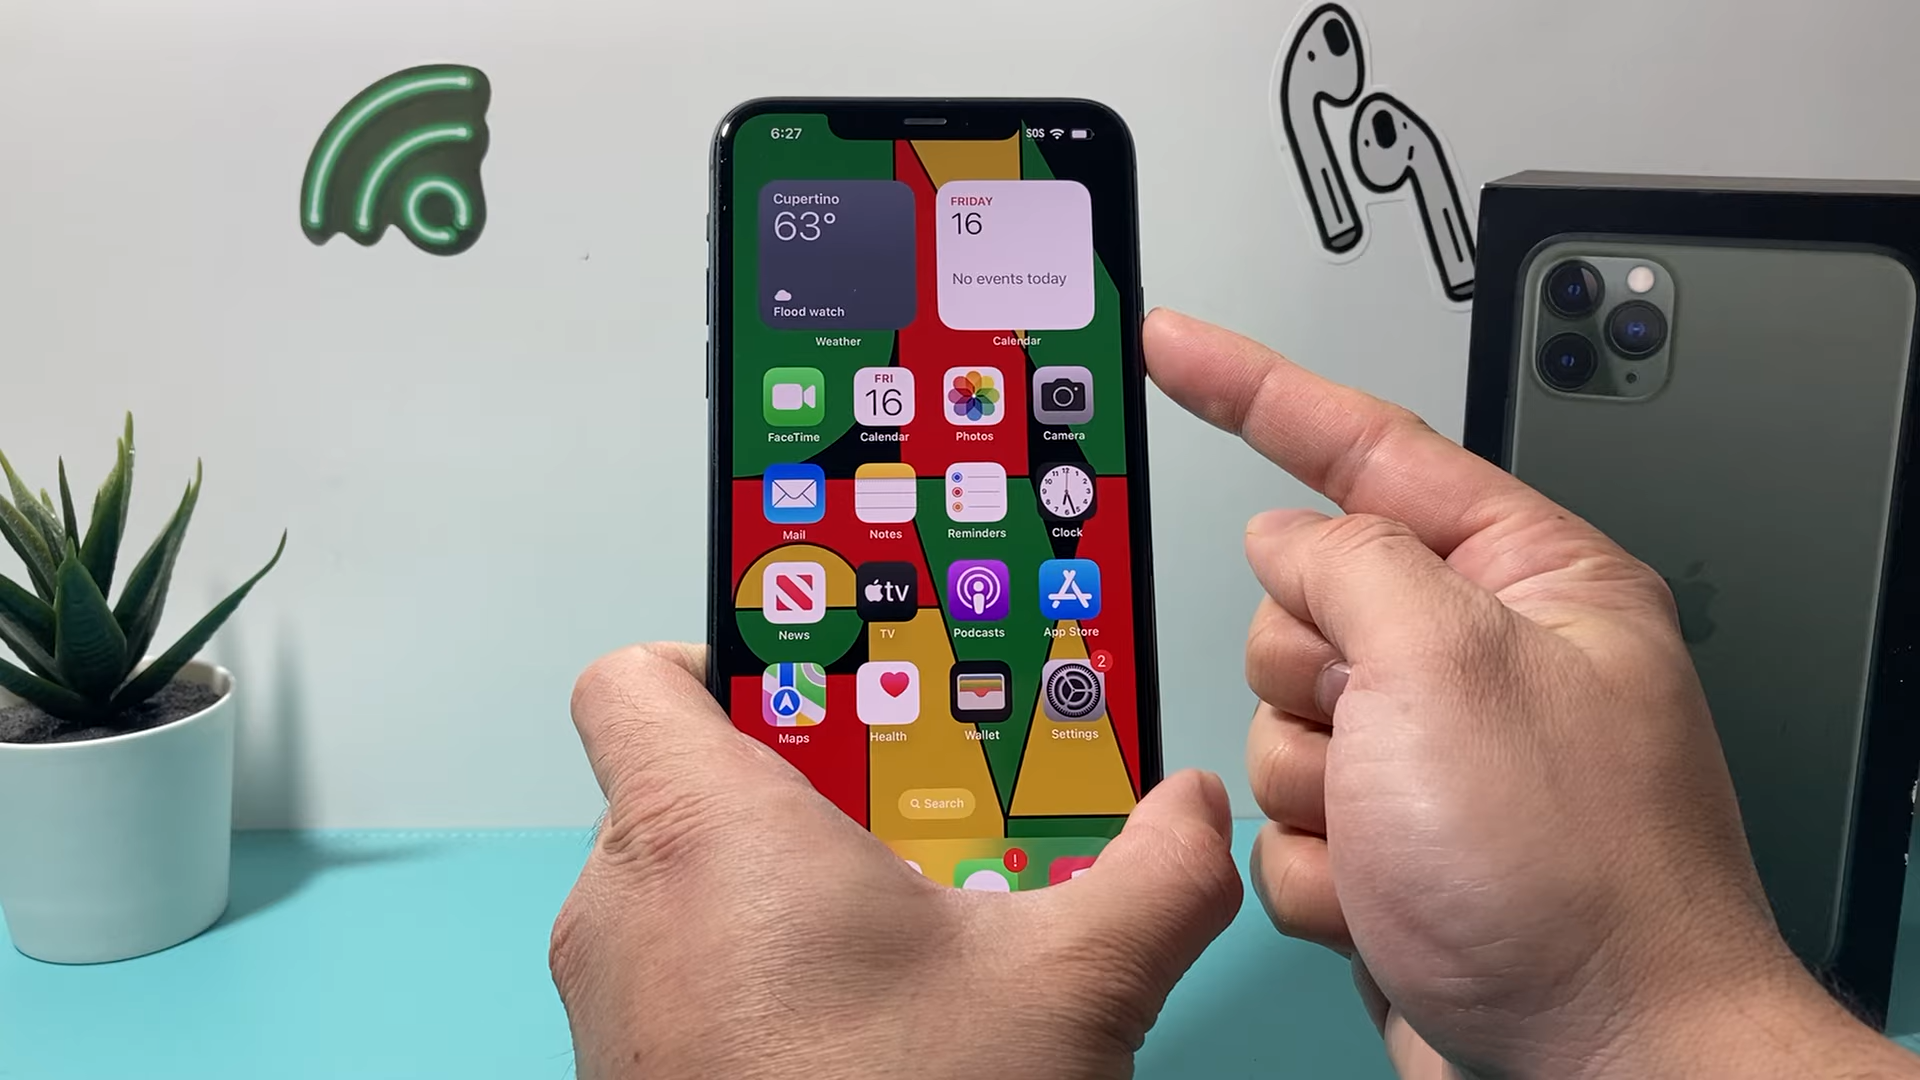 6:27
SOS
Cupertino
63°
Flood watch
Weather
FRIDAY
16
No events today
Calendar
FaceTime
FRI
16
Calendar
Photos
Camera
Mail
Notes
Reminders
Clock
News
tv
TV
Podcasts
App Store
Maps
Health
Wallet
2
Settings
Search
!